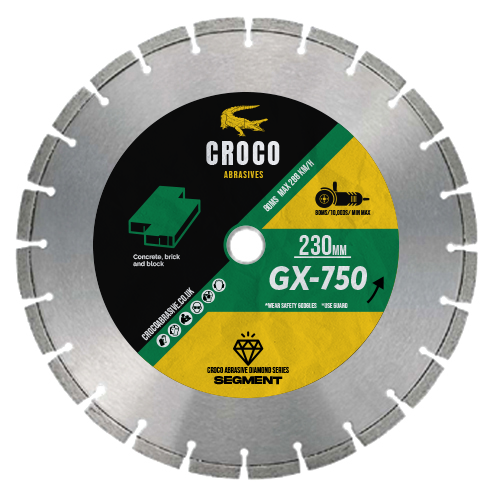 CROCO
ABRASIVES
80MS MAX 288 KM/H
80MS/10,000S/ MIN MAX
Concrete, brick
and block
230MM
GX-750
*WEAR SAFETY GOGGLES *USE GUARD
CROCOABRASIVE.CO.UK
CROCO ABRASIVE DIAMOND SERIES
SEGMENT